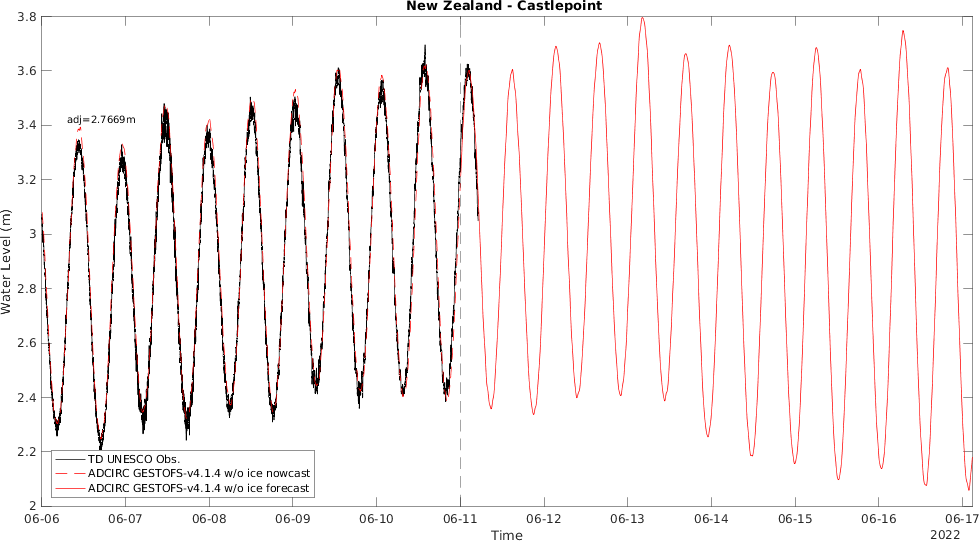 New Zealand - Castlepoint
3.8
3.6
3.4
3.2
3
2.8
2.6
2.4
2.2
2
Water Level (m)
adj=2.7669m
TD UNESCO Obs.
ADCIRC GESTOFS-v4.1.4 w/o ice nowcast
ADCIRC GESTOFS-v4.1.4 w/o ice forecast
06-06 06-07 06-08 06-09 06-10 06-11 06-12 06-13 06-14 06-15 06-16 06-17
Time
2022